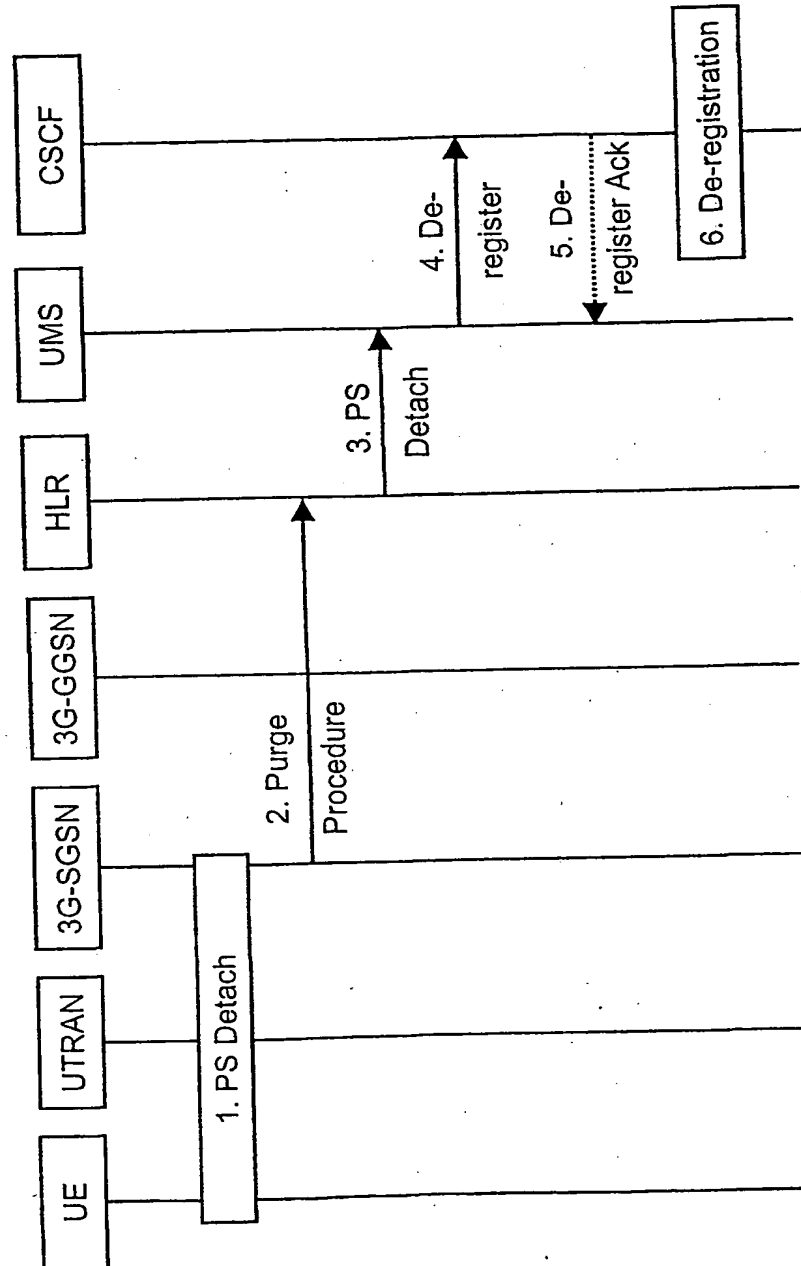 UE
UTRAN
3G-SGSN
3G-GGSN
HLR
UMS
CSCF
1. PS Detach
2. Purge
Procedure
3. PS
Detach
4. De-
register
5. De-
register Ack
6. De-registration